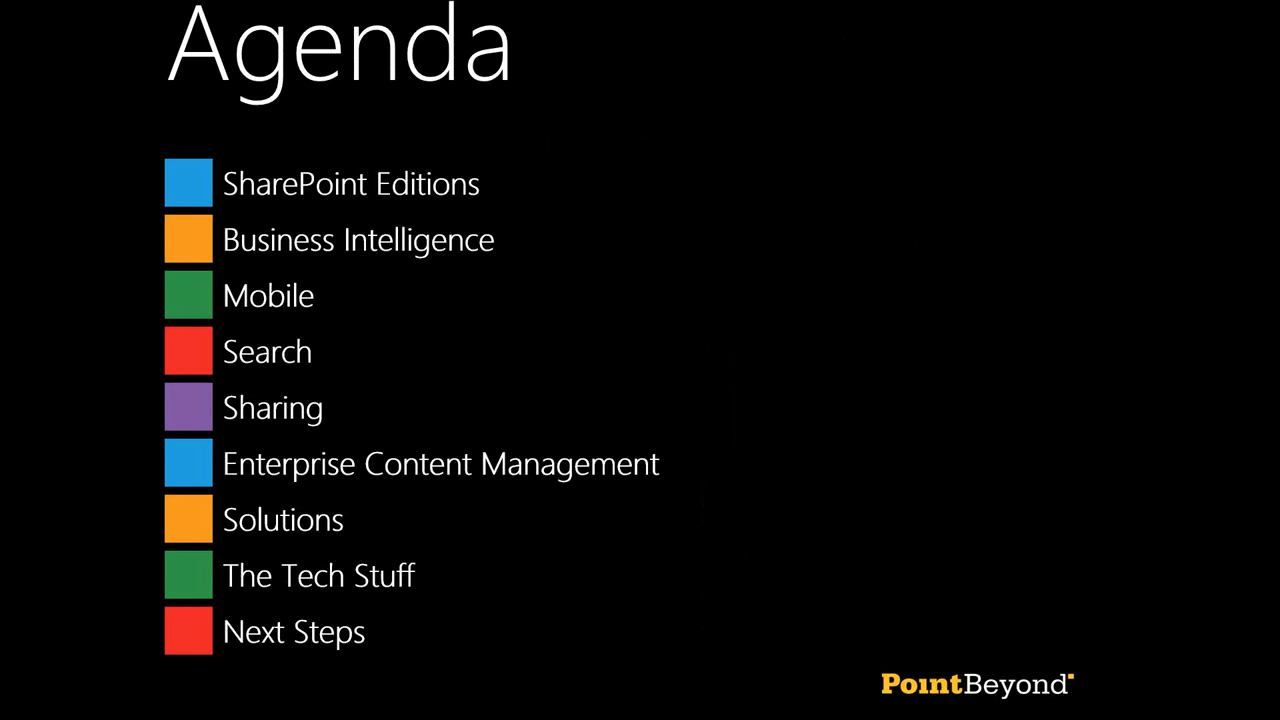 Agenda
SharePoint Editions
Business Intelligence
Mobile
Search
Sharing
Enterprise Content Management
Solutions
The Tech Stuff
Next Steps
PointBeyond